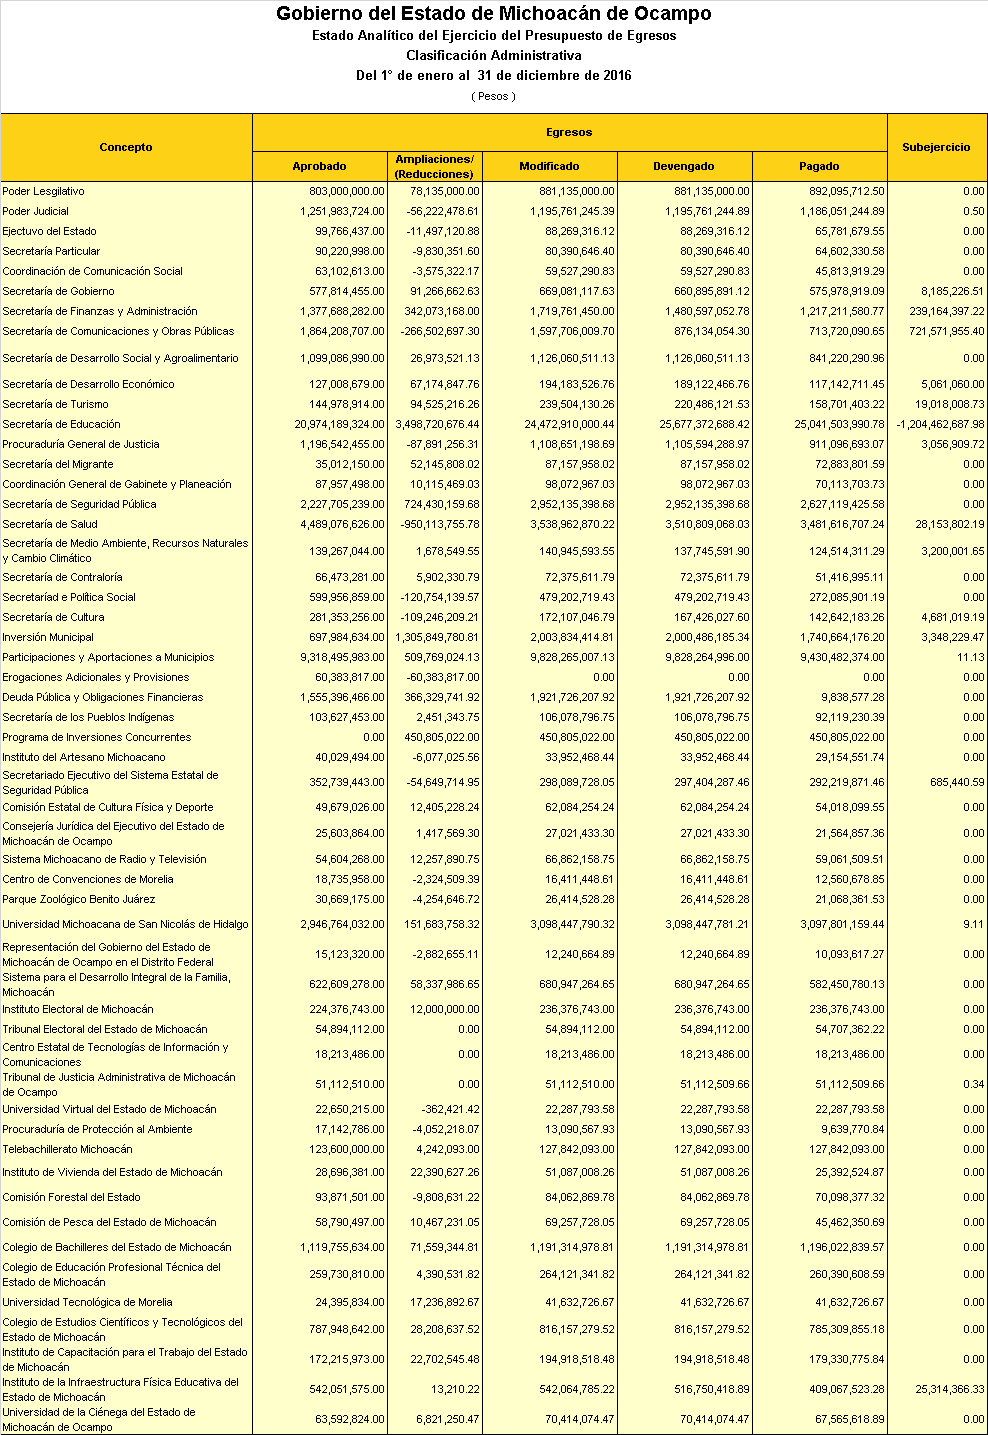 Gobierno del Estado de Michoacán de Ocampo
Estado Analítico del Ejercicio del Presupuesto de Egresos
Clasificación Administrativa
Del 1° de enero al 31 de diciembre de 2016
( Pesos )
Concepto Egresos Subejercicio
Aprobado Ampliaciones/ (Reducciones) Modificado Devengado Pagado
Poder Lesgilativo 803,000,000.00 78,135,000.00 881,135,000.00 881,135,000.00 892,095,712.50 0.00
Poder Judicial 1,251,983,724.00 -56,222,478.61 1,195,761,245.39 1,195,761,244.89 1,186,051,244.89 0.50
Ejectuvo del Estado 99,766,437.00 -11,497,120.88 88,269,316.12 88,269,316.12 65,781,679.55 0.00
Secretaría Particular 90,220,998.00 -9,830,351.60 80,390,646.40 80,390,646.40 64,602,330.58 0.00
Coordinación de Comunicación Social 63,102,613.00 -3,575,322.17 59,527,290.83 59,527,290.83 45,813,919.29 0.00
Secretaría de Gobierno 577,814,455.00 91,266,662.63 669,081,117.63 660,895,891.12 575,978,919.09 8,185,226.51
Secretaría de Finanzas y Administración 1,377,688,282.00 342,073,168.00 1,719,761,450.00 1,480,597,052.78 1,217,211,580.77 239,164,397.22
Secretaría de Comunicaciones y Obras Públicas 1,864,208,707.00 -266,502,697.30 1,597,706,009.70 876,134,054.30 713,720,090.65 721,571,955.40
Secretaría de Desarrollo Social y Agroalimentario 1,099,086,990.00 26,973,521.13 1,126,060,511.13 1,126,060,511.13 841,220,290.96 0.00
Secretaría de Desarrollo Económico 127,008,679.00 67,174,847.76 194,183,526.76 189,122,466.76 117,142,711.45 5,061,060.00
Secretaría de Turismo 144,978,914.00 94,525,216.26 239,504,130.26 220,486,121.53 158,701,403.22 19,018,008.73
Secretaría de Educación 20,974,189,324.00 3,498,720,676.44 24,472,910,000.44 25,677,372,688.42 25,041,503,990.78 -1,204,462,687.98
Procuraduría General de Justicia 1,196,542,455.00 -87,891,256.31 1,108,651,198.69 1,105,594,288.97 911,096,693.07 3,056,909.72
Secretaría del Migrante 35,012,150.00 52,145,808.02 87,157,958.02 87,157,958.02 72,883,801.59 0.00
Coordinación General de Gabinete y Planeación 87,957,498.00 10,115,469.03 98,072,967.03 98,072,967.03 70,113,703.73 0.00
Secretaría de Seguridad Pública 2,227,705,239.00 724,430,159.68 2,952,135,398.68 2,952,135,398.68 2,627,119,425.58 0.00
Secretaría de Salud 4,489,076,626.00 -950,113,755.78 3,538,962,870.22 3,510,809,068.03 3,481,616,707.24 28,153,802.19
Secretaría de Medio Ambiente, Recursos Naturales
y Cambio Climático 139,267,044.00 1,678,549.55 140,945,593.55 137,745,591.90 124,514,311.29 3,200,001.65
Secretaría de Contraloría 66,473,281.00 5,902,330.79 72,375,611.79 72,375,611.79 51,416,995.11 0.00
Secretaríad e Política Social 599,956,859.00 -120,754,139.57 479,202,719.43 479,202,719.43 272,085,901.19 0.00
Secretaría de Cultura 281,353,256.00 -109,246,209.21 172,107,046.79 167,426,027.60 142,642,183.26 4,681,019.19
Inversión Municipal 697,984,634.00 1,305,849,780.81 2,003,834,414.81 2,000,486,185.34 1,740,664,176.20 3,348,229.47
Participaciones y Aportaciones a Municipios 9,318,495,983.00 509,769,024.13 9,828,265,007.13 9,828,264,996.00 9,430,482,374.00 11.13
Erogaciones Adicionales y Provisiones 60,383,817.00 -60,383,817.00 0.00 0.00 0.00 0.00
Deuda Pública y Obligaciones Financieras 1,555,396,466.00 366,329,741.92 1,921,726,207.92 1,921,726,207.92 9,838,577.28 0.00
Secretaría de los Pueblos Indígenas 103,627,453.00 2,451,343.75 106,078,796.75 106,078,796.75 92,119,230.39 0.00
Programa de Inversiones Concurrentes 0.00 450,805,022.00 450,805,022.00 450,805,022.00 450,805,022.00 0.00
Instituto del Artesano Michoacano 40,029,494.00 -6,077,025.56 33,952,468.44 33,952,468.44 29,154,551.74 0.00
Secretariado Ejecutivo del Sistema Estatal de
Seguridad Pública 352,739,443.00 -54,649,714.95 298,089,728.05 297,404,287.46 292,219,871.46 685,440.59
Comisión Estatal de Cultura Física y Deporte 49,679,026.00 12,405,228.24 62,084,254.24 62,084,254.24 54,018,099.55 0.00
Consejería Jurídica del Ejecutivo del Estado de
Michoacán de Ocampo 25,603,864.00 1,417,569.30 27,021,433.30 27,021,433.30 21,564,857.36 0.00
Sistema Michoacano de Radio y Televisión 54,604,268.00 12,257,890.75 66,862,158.75 66,862,158.75 59,061,509.51 0.00
Centro de Convenciones de Morelia 18,735,958.00 -2,324,509.39 16,411,448.61 16,411,448.61 12,560,678.85 0.00
Parque Zoológico Benito Juárez 30,669,175.00 -4,254,646.72 26,414,528.28 26,414,528.28 21,068,361.53 0.00
Universidad Michoacana de San Nicolás de Hidalgo 2,946,764,032.00 151,683,758.32 3,098,447,790.32 3,098,447,781.21 3,097,801,159.44 9.11
Representación del Gobierno del Estado de
Michoacán de Ocampo en el Distrito Federal 15,123,320.00 -2,882,655.11 12,240,664.89 12,240,664.89 10,093,617.27 0.00
Sistema para el Desarrollo Integral de la Familia,
Michoacán 622,609,278.00 58,337,986.65 680,947,264.65 680,947,264.65 582,450,780.13 0.00
Instituto Electoral de Michoacán 224,376,743.00 12,000,000.00 236,376,743.00 236,376,743.00 236,376,743.00 0.00
Tribunal Electoral del Estado de Michoacán 54,894,112.00 0.00 54,894,112.00 54,894,112.00 54,707,362.22 0.00
Centro Estatal de Tecnologías de Información y
Comunicaciones 18,213,486.00 0.00 18,213,486.00 18,213,486.00 18,213,486.00 0.00
Tribunal de Justicia Administrativa de Michoacán
de Ocampo 51,112,510.00 0.00 51,112,510.00 51,112,509.66 51,112,509.66 0.34
Universidad Virtual del Estado de Michoacán 22,650,215.00 -362,421.42 22,287,793.58 22,287,793.58 22,287,793.58 0.00
Procuraduría de Protección al Ambiente 17,142,786.00 -4,052,218.07 13,090,567.93 13,090,567.93 9,639,770.84 0.00
Telebachillerato Michoacán 123,600,000.00 4,242,093.00 127,842,093.00 127,842,093.00 127,842,093.00 0.00
Instituto de Vivienda del Estado de Michoacán 28,696,381.00 22,390,627.26 51,087,008.26 51,087,008.26 25,392,524.87 0.00
Comisión Forestal del Estado 93,871,501.00 -9,808,631.22 84,062,869.78 84,062,869.78 70,098,377.32 0.00
Comisión de Pesca del Estado de Michoacán 58,790,497.00 10,467,231.05 69,257,728.05 69,257,728.05 45,462,350.69 0.00
Colegio de Bachilleres del Estado de Michoacán 1,119,755,634.00 71,559,344.81 1,191,314,978.81 1,191,314,978.81 1,196,022,839.57 0.00
Colegio de Educación Profesional Técnica del
Estado de Michoacán 259,730,810.00 4,390,531.82 264,121,341.82 264,121,341.82 260,390,608.59 0.00
Universidad Tecnológica de Morelia 24,395,834.00 17,236,892.67 41,632,726.67 41,632,726.67 41,632,726.67 0.00
Colegio de Estudios Científicos y Tecnológicos del
Estado de Michoacán 787,948,642.00 28,208,637.52 816,157,279.52 816,157,279.52 785,309,855.18 0.00
Instituto de Capacitación para el Trabajo del Estado
de Michoacán 172,215,973.00 22,702,545.48 194,918,518.48 194,918,518.48 179,330,775.84 0.00
Instituto de la Infraestructura Física Educativa del
Estado de Michoacán 542,051,575.00 13,210.22 542,064,785.22 516,750,418.89 409,067,523.28 25,314,366.33
Universidad de la Ciénega del Estado de
Michoacán de Ocampo 63,592,824.00 6,821,250.47 70,414,074.47 70,414,074.47 67,565,618.89 0.00